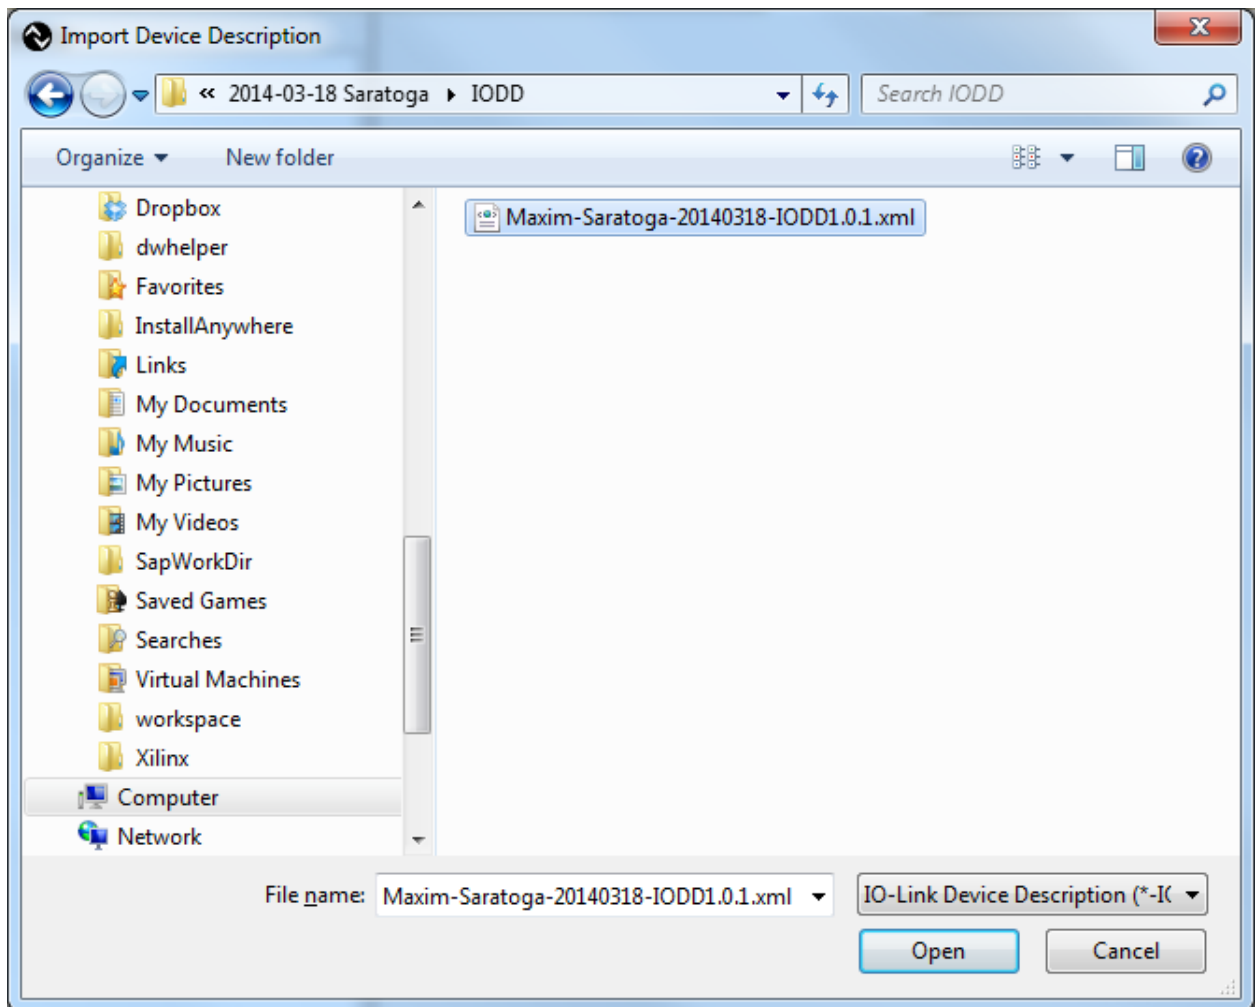 Import Device Description
« 2014-03-18 Saratoga ▸ IODD
Search IODD
Organize
New folder
Dropbox
dwhelper
Favorites
InstallAnywhere
Links
My Documents
My Music
My Pictures
My Videos
SapWorkDir
Saved Games
Searches
Virtual Machines
workspace
Xilinx
Computer
Network
Maxim-Saratoga-20140318-IODD1.0.1.xml
File name: Maxim-Saratoga-20140318-IODD1.0.1.xml
IO-Link Device Description (*-I(
Open
Cancel